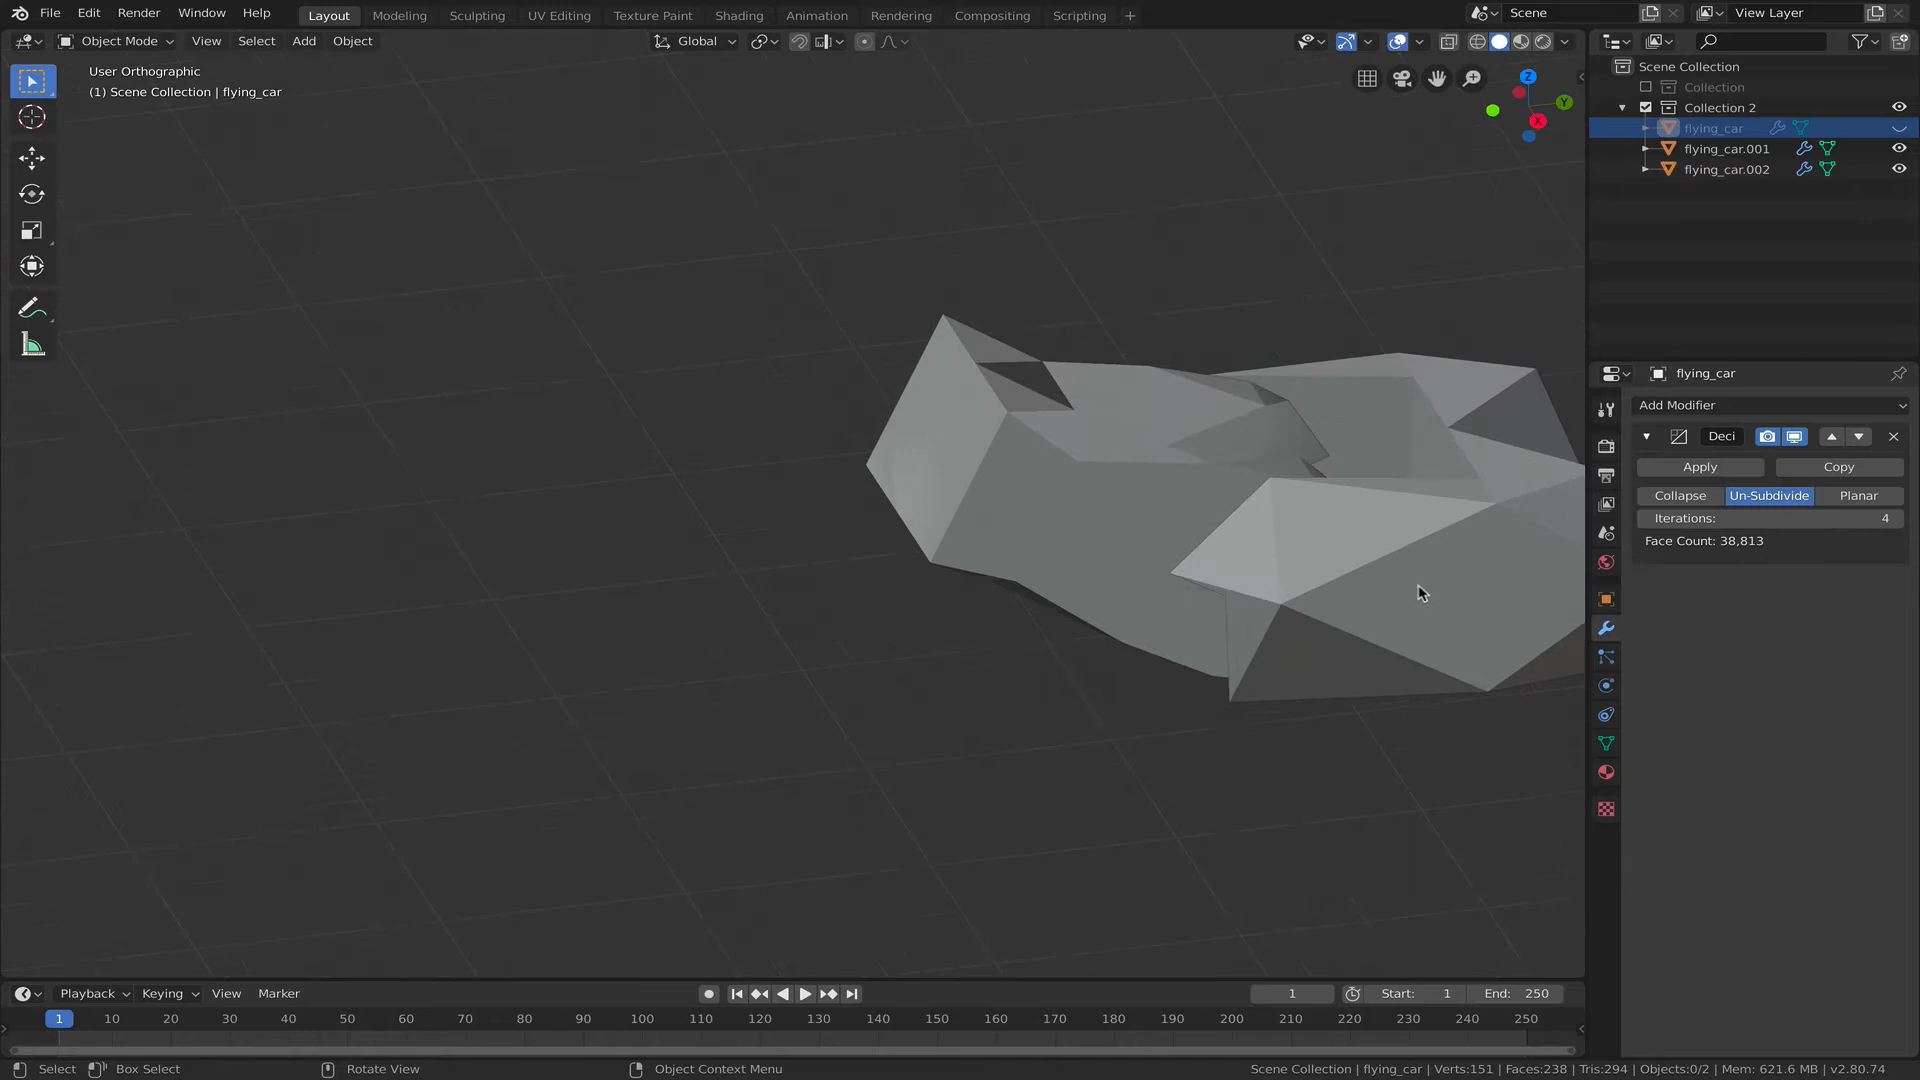 File Edit Render Window Help Layout Modeling Sculpting UV Editing Texture Paint Shading Animation Rendering Compositing Scripting + Scene View Layer
Object Mode View Select Add Object Global
User Orthographic
(1) Scene Collection | flying_car
Z
Y
X
Scene Collection
Collection
Collection 2
flying_car
flying_car.001
flying_car.002
flying_car
Add Modifier
Deci
Apply Copy
Collapse Un-Subdivide Planar
Iterations: 4
Face Count: 38,813
Playback Keying View Marker 1 Start: 1 End: 250
1 10 20 30 40 50 60 70 80 90 100 110 120 130 140 150 160 170 180 190 200 210 220 230 240 250
Select Box Select Rotate View Object Context Menu Scene Collection | flying_car | Verts:151 | Faces:238 | Tris:294 | Objects:0/2 | Mem: 621.6 MB | v2.80.74